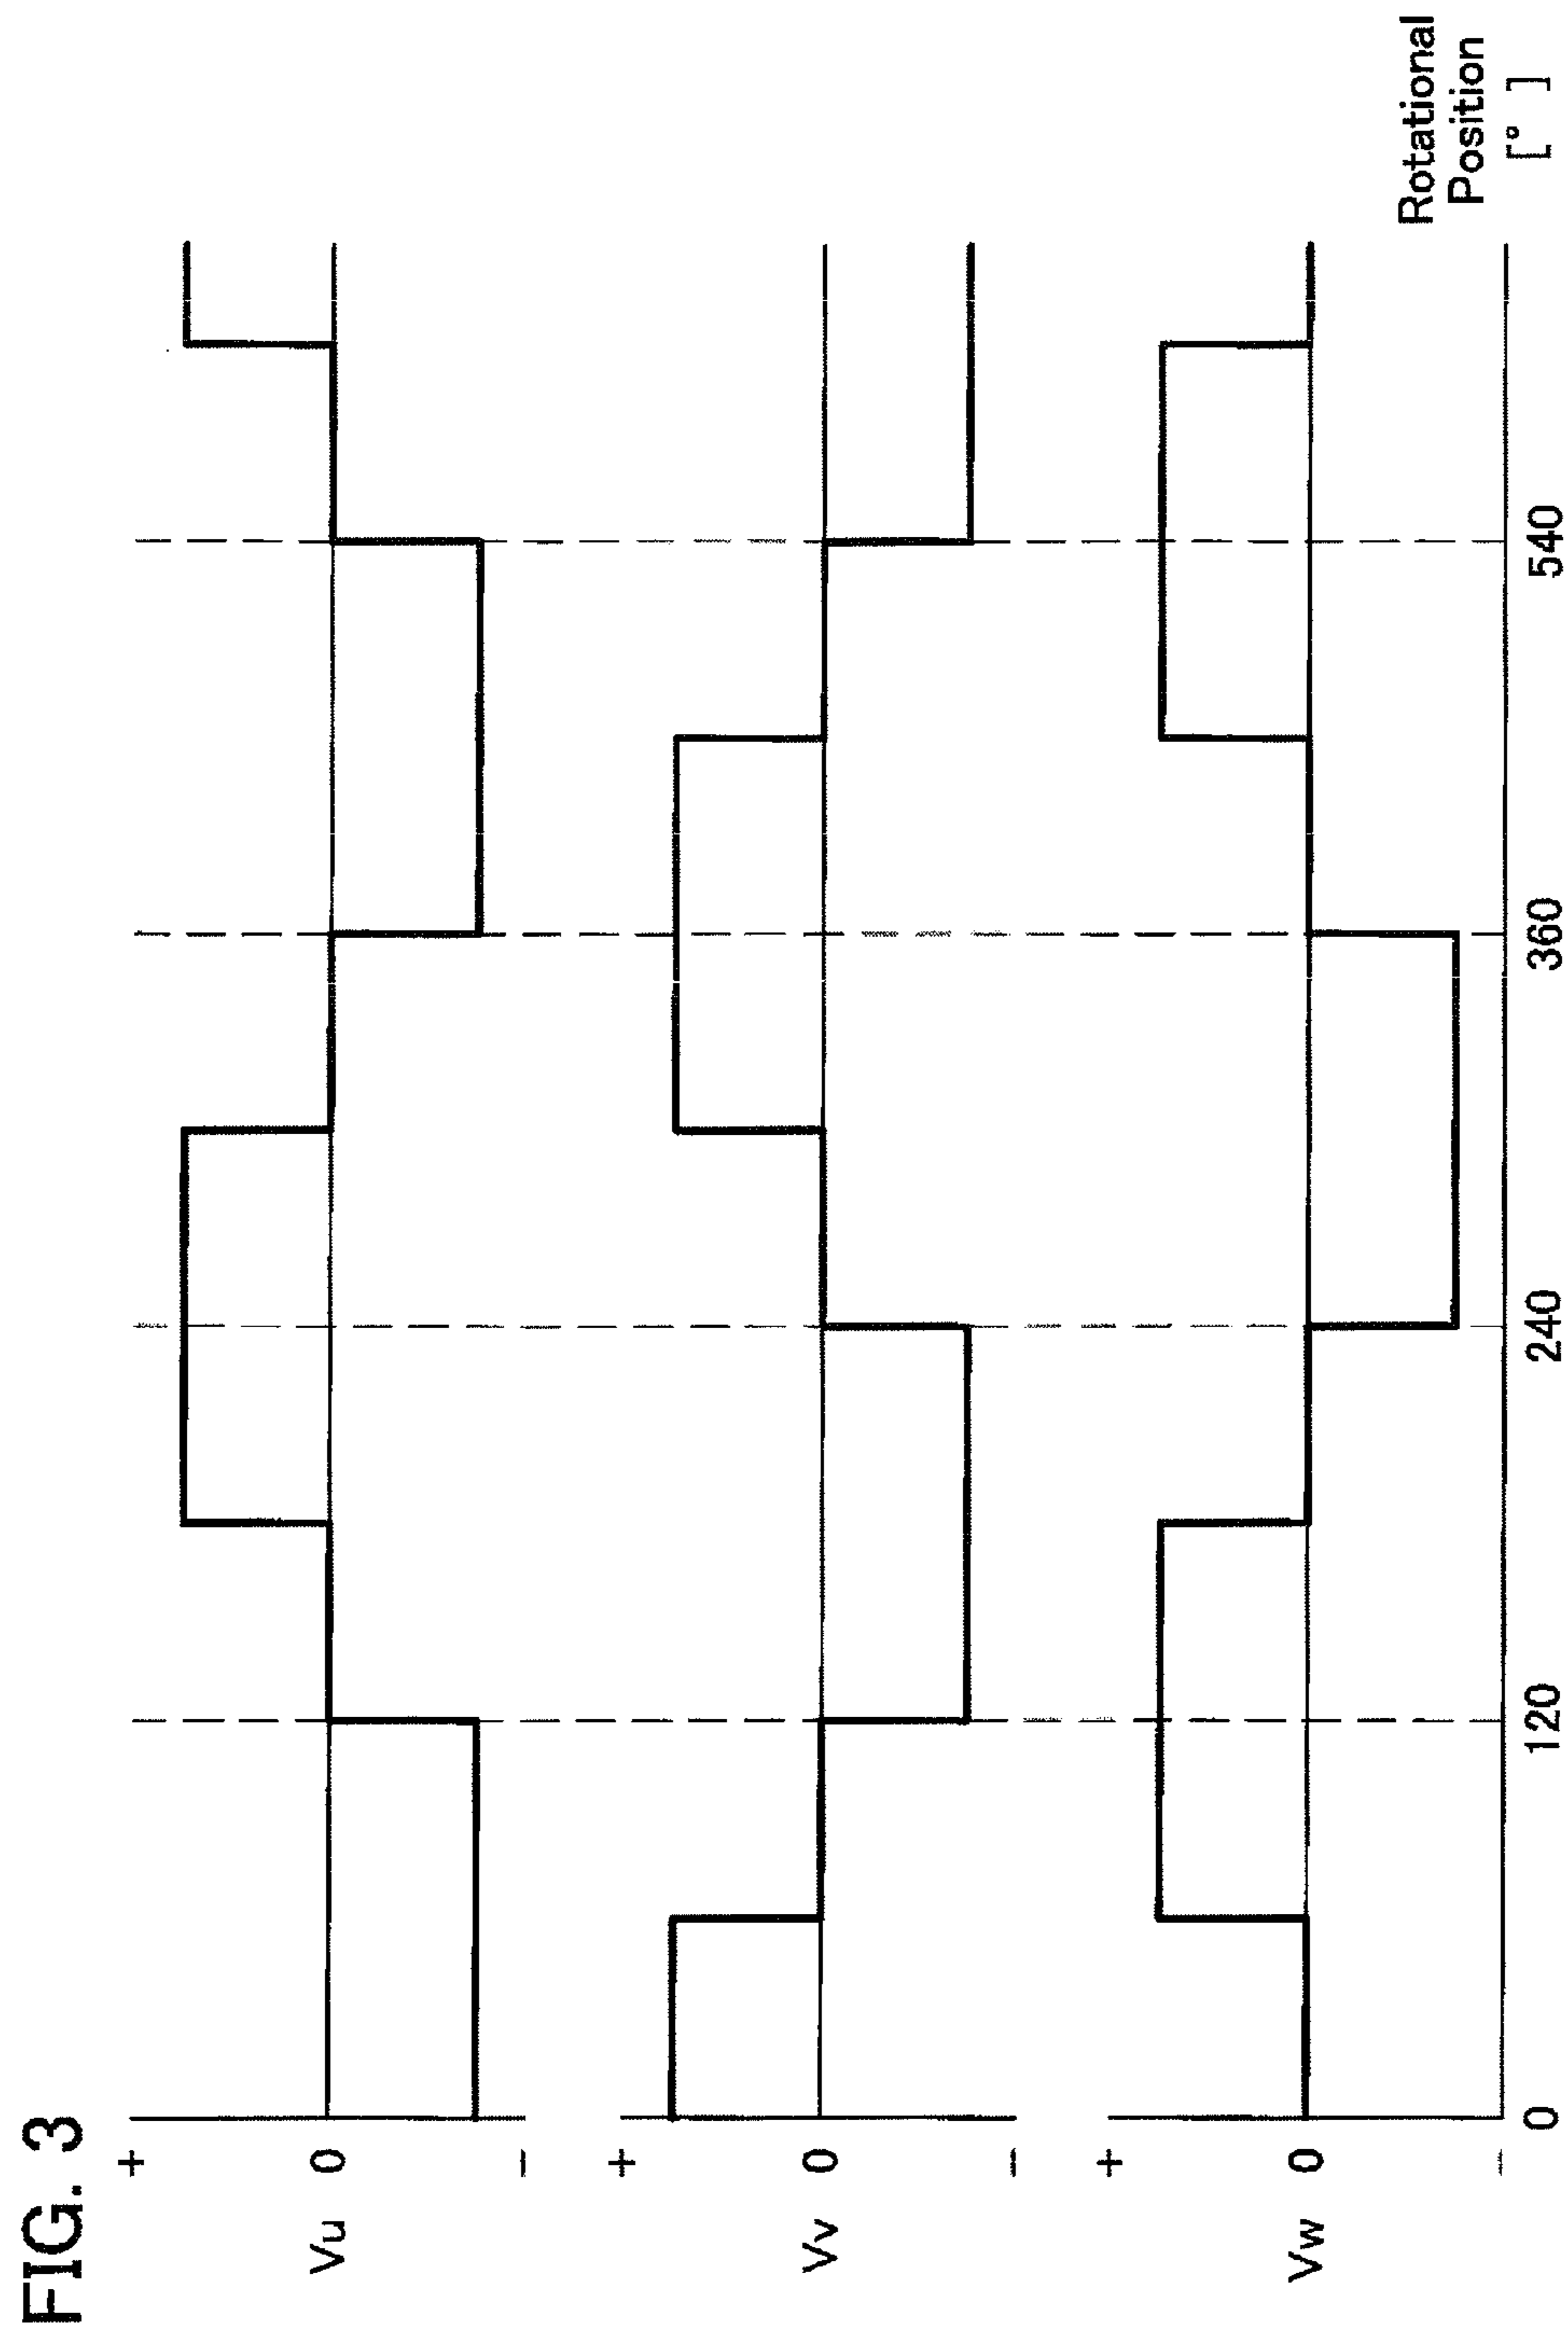 FIG. 3
+
Vu 0
−
+
Vv 0
−
+
Vw 0
−
0 120 240 360 540
Rotational
Position
[° ]